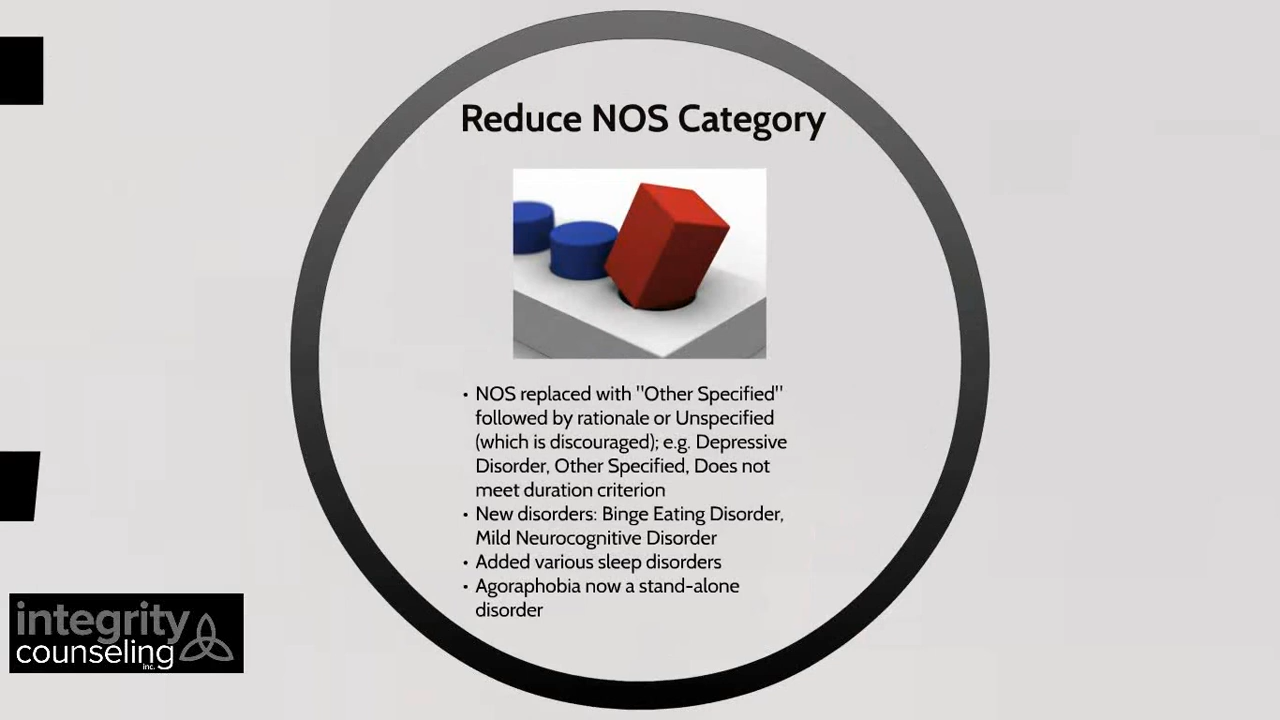 Reduce NOS Category
• NOS replaced with "Other Specified"
followed by rationale or Unspecified
(which is discouraged); e.g. Depressive
Disorder, Other Specified, Does not
meet duration criterion
• New disorders: Binge Eating Disorder,
Mild Neurocognitive Disorder
• Added various sleep disorders
• Agoraphobia now a stand-alone
disorder
integrity
counseling
inc.